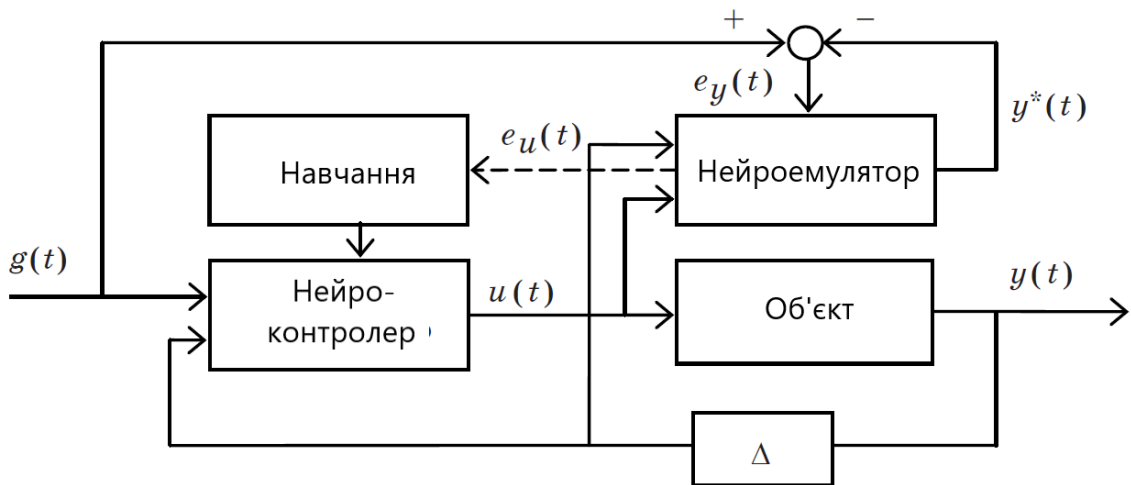 + −
e_y(t)
y*(t)
e_u(t)
Навчання
Нейроемулятор
g(t)
Нейро-
контролер
u(t)
Об'єкт
y(t)
Δ